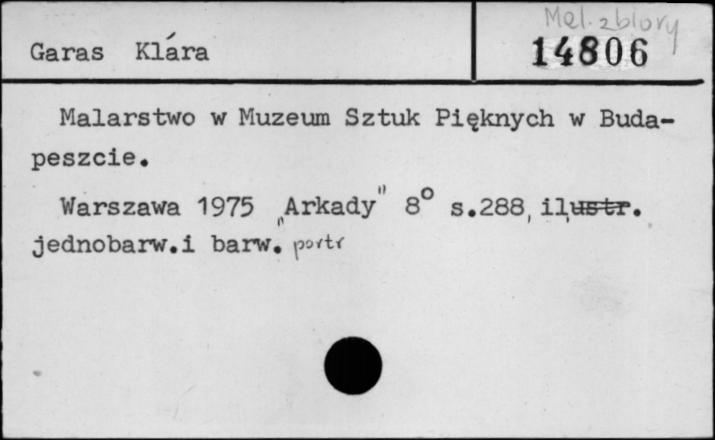 Mal. zbiory
Garas Klára
14806
Malarstwo w Muzeum Sztuk Pięknych w Buda-
peszcie.
Warszawa 1975 „Arkady" 8° s.288, ilustr.
jednobarw.i barw. portr